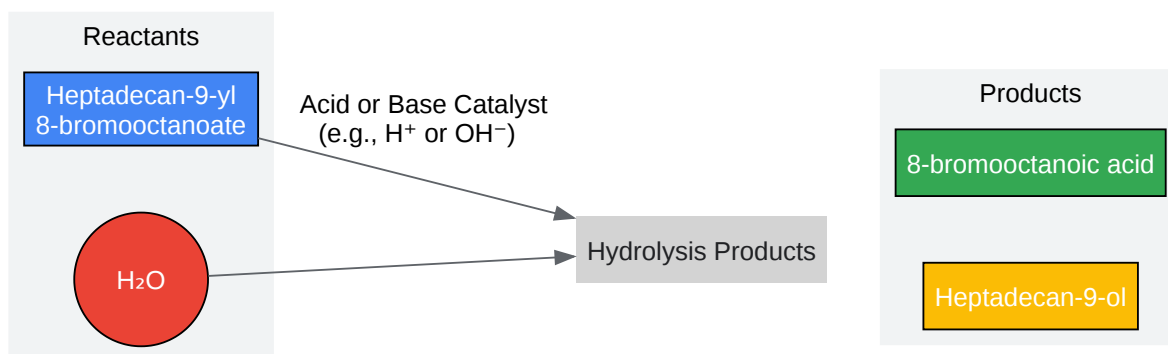 Reactants
Heptadecan-9-yl
8-bromooctanoate
H₂O
Acid or Base Catalyst
(e.g., H⁺ or OH⁻)
Hydrolysis Products
Products
8-bromooctanoic acid
Heptadecan-9-ol